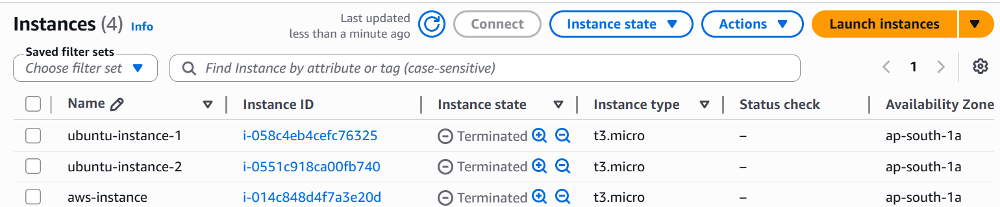 Instances (4) Info
Last updated
less than a minute ago
Connect
Instance state
Actions
Launch instances
Saved filter sets
Choose filter set
Find Instance by attribute or tag (case-sensitive)
1
Name Instance ID Instance state Instance type Status check Availability Zone
ubuntu-instance-1 i-058c4eb4cefc76325 Terminated t3.micro – ap-south-1a
ubuntu-instance-2 i-0551c918ca00fb740 Terminated t3.micro – ap-south-1a
aws-instance i-014c848d4f7a3e20d Terminated t3.micro – ap-south-1a